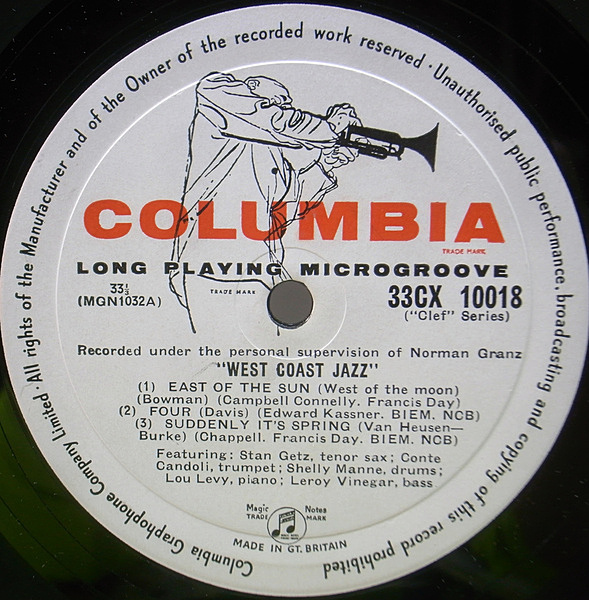 All rights of the Manufacturer and of the Owner of the recorded work reserved · Unauthorised public performance, broadcasting and copying of this record prohibited
COLUMBIA
TRADE MARK
LONG PLAYING MICROGROOVE
33⅓
(MGN1032A)
TRADE MARK
33CX 10018
("Clef" Series)
Recorded under the personal supervision of Norman Granz
"WEST COAST JAZZ"
(1) EAST OF THE SUN (West of the moon)
(Bowman) (Campbell Connelly. Francis Day)
(2) FOUR (Davis) (Edward Kassner. BIEM. NCB)
(3) SUDDENLY IT'S SPRING (Van Heusen—
Burke) (Chappell. Francis Day. BIEM. NCB)
Featuring: Stan Getz, tenor sax; Conte
Candoli, trumpet; Shelly Manne, drums;
Lou Levy, piano; Leroy Vinegar, bass
Magic Notes
TRADE MARK
MADE IN GT. BRITAIN
Columbia Graphophone Company Limited ·